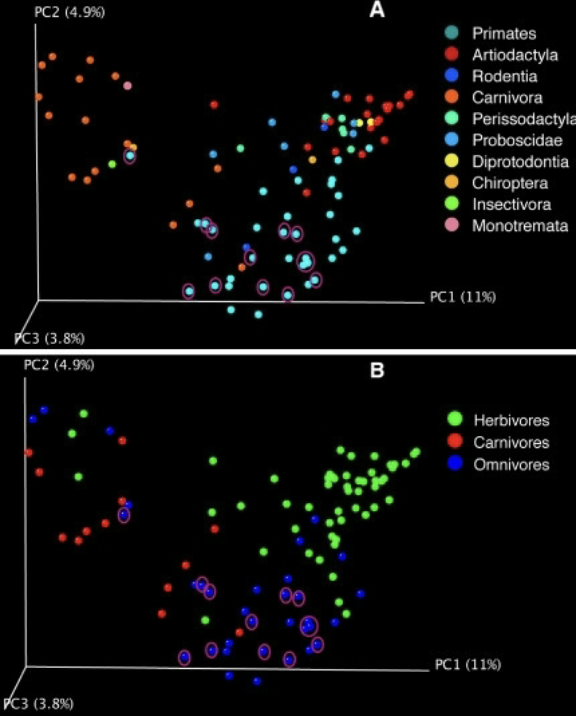 PC2 (4.9%)
A
Primates
Artiodactyla
Rodentia
Carnivora
Perissodactyla
Proboscidae
Diprotodontia
Chiroptera
Insectivora
Monotremata
PC1 (11%)
PC3 (3.8%)
PC2 (4.9%)
B
Herbivores
Carnivores
Omnivores
PC1 (11%)
PC3 (3.8%)